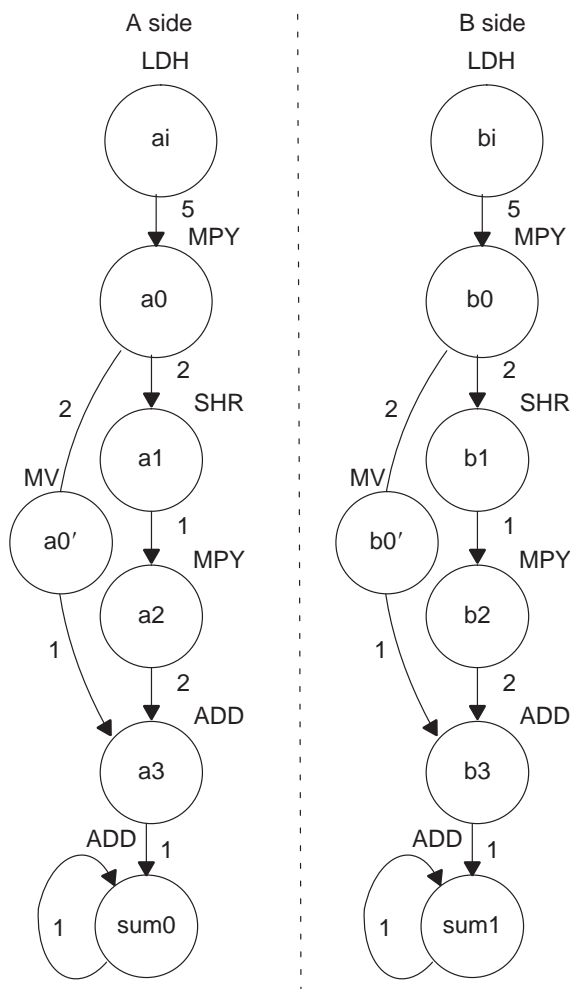 A side
LDH
ai
5
MPY
a0
2
2
SHR
a1
MV
a0′
1
MPY
a2
1
2
ADD
a3
ADD
1
1
sum0
B side
LDH
bi
5
MPY
b0
2
2
SHR
b1
MV
b0'
1
MPY
b2
1
2
ADD
b3
ADD
1
1
sum1